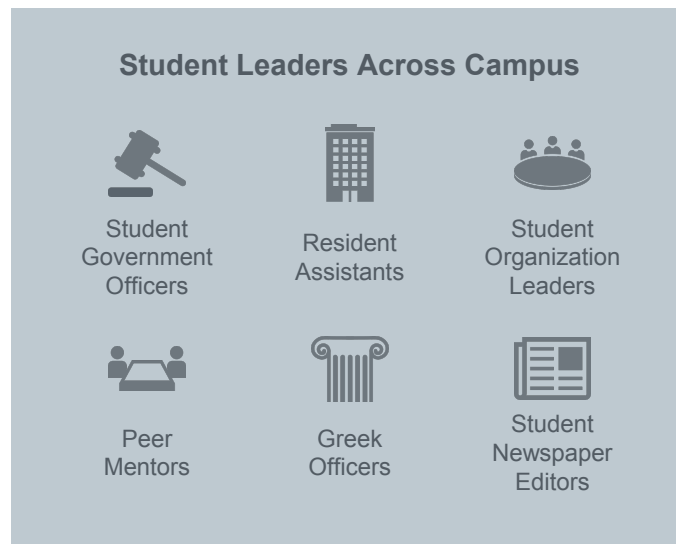 Student Leaders Across Campus
Student
Government
Officers
Resident
Assistants
Student
Organization
Leaders
Peer
Mentors
Greek
Officers
Student
Newspaper
Editors